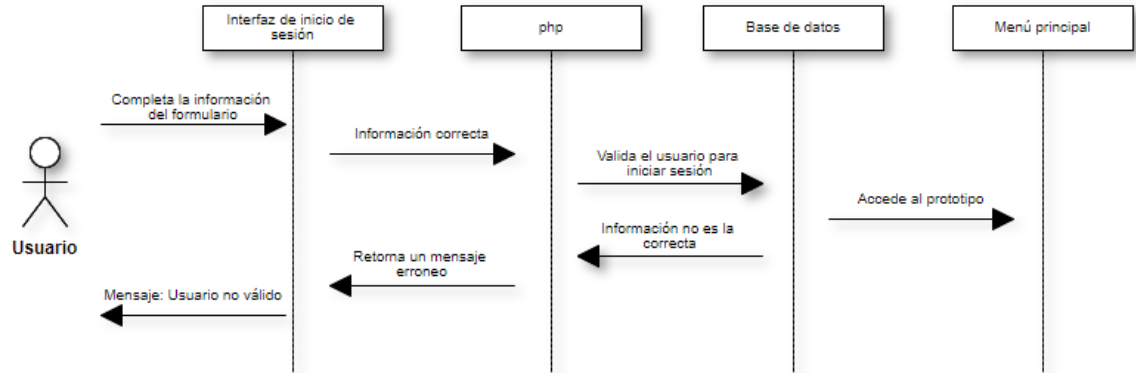 Interfaz de inicio de
sesión
php
Base de datos
Menú principal
Completa la información
del formulario
Información correcta
Valida el usuario para
iniciar sesión
Accede al prototipo
Usuario
Información no es la
correcta
Retorna un mensaje
erroneo
Mensaje: Usuario no válido